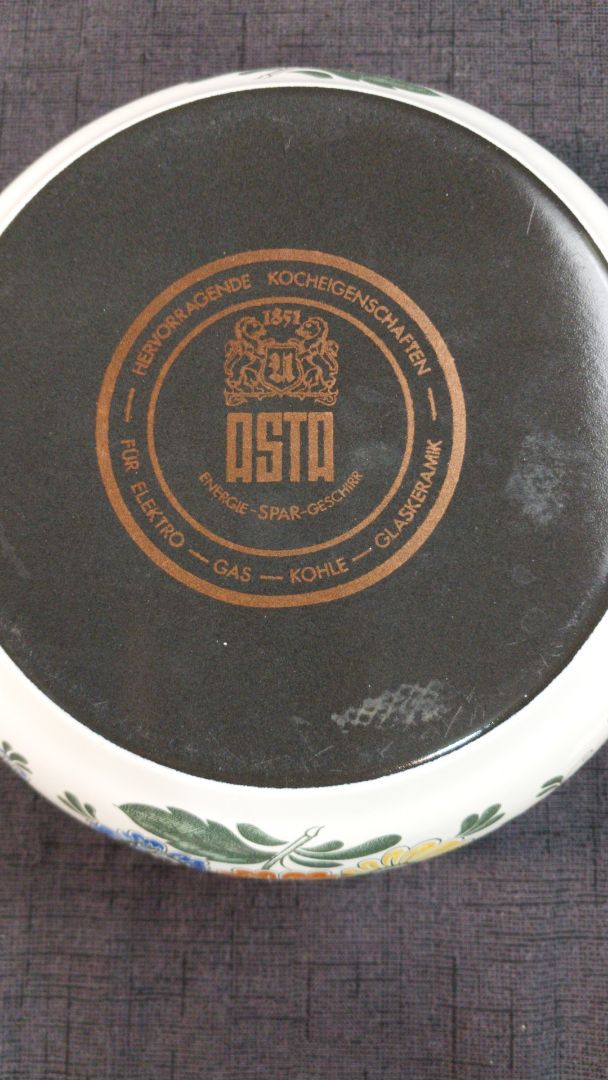 HERVORRAGENDE KOCHEIGENSCHAFTEN
1851
U
ASTA
ENERGIE-SPAR-GESCHIRR
FÜR ELEKTRO — GAS — KOHLE — GLASKERAMIK